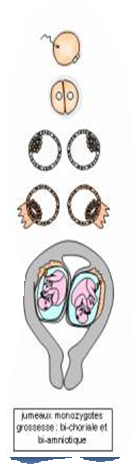 jumeaux monozygotes
grossesse : bi-choriale et
bi-amniotique